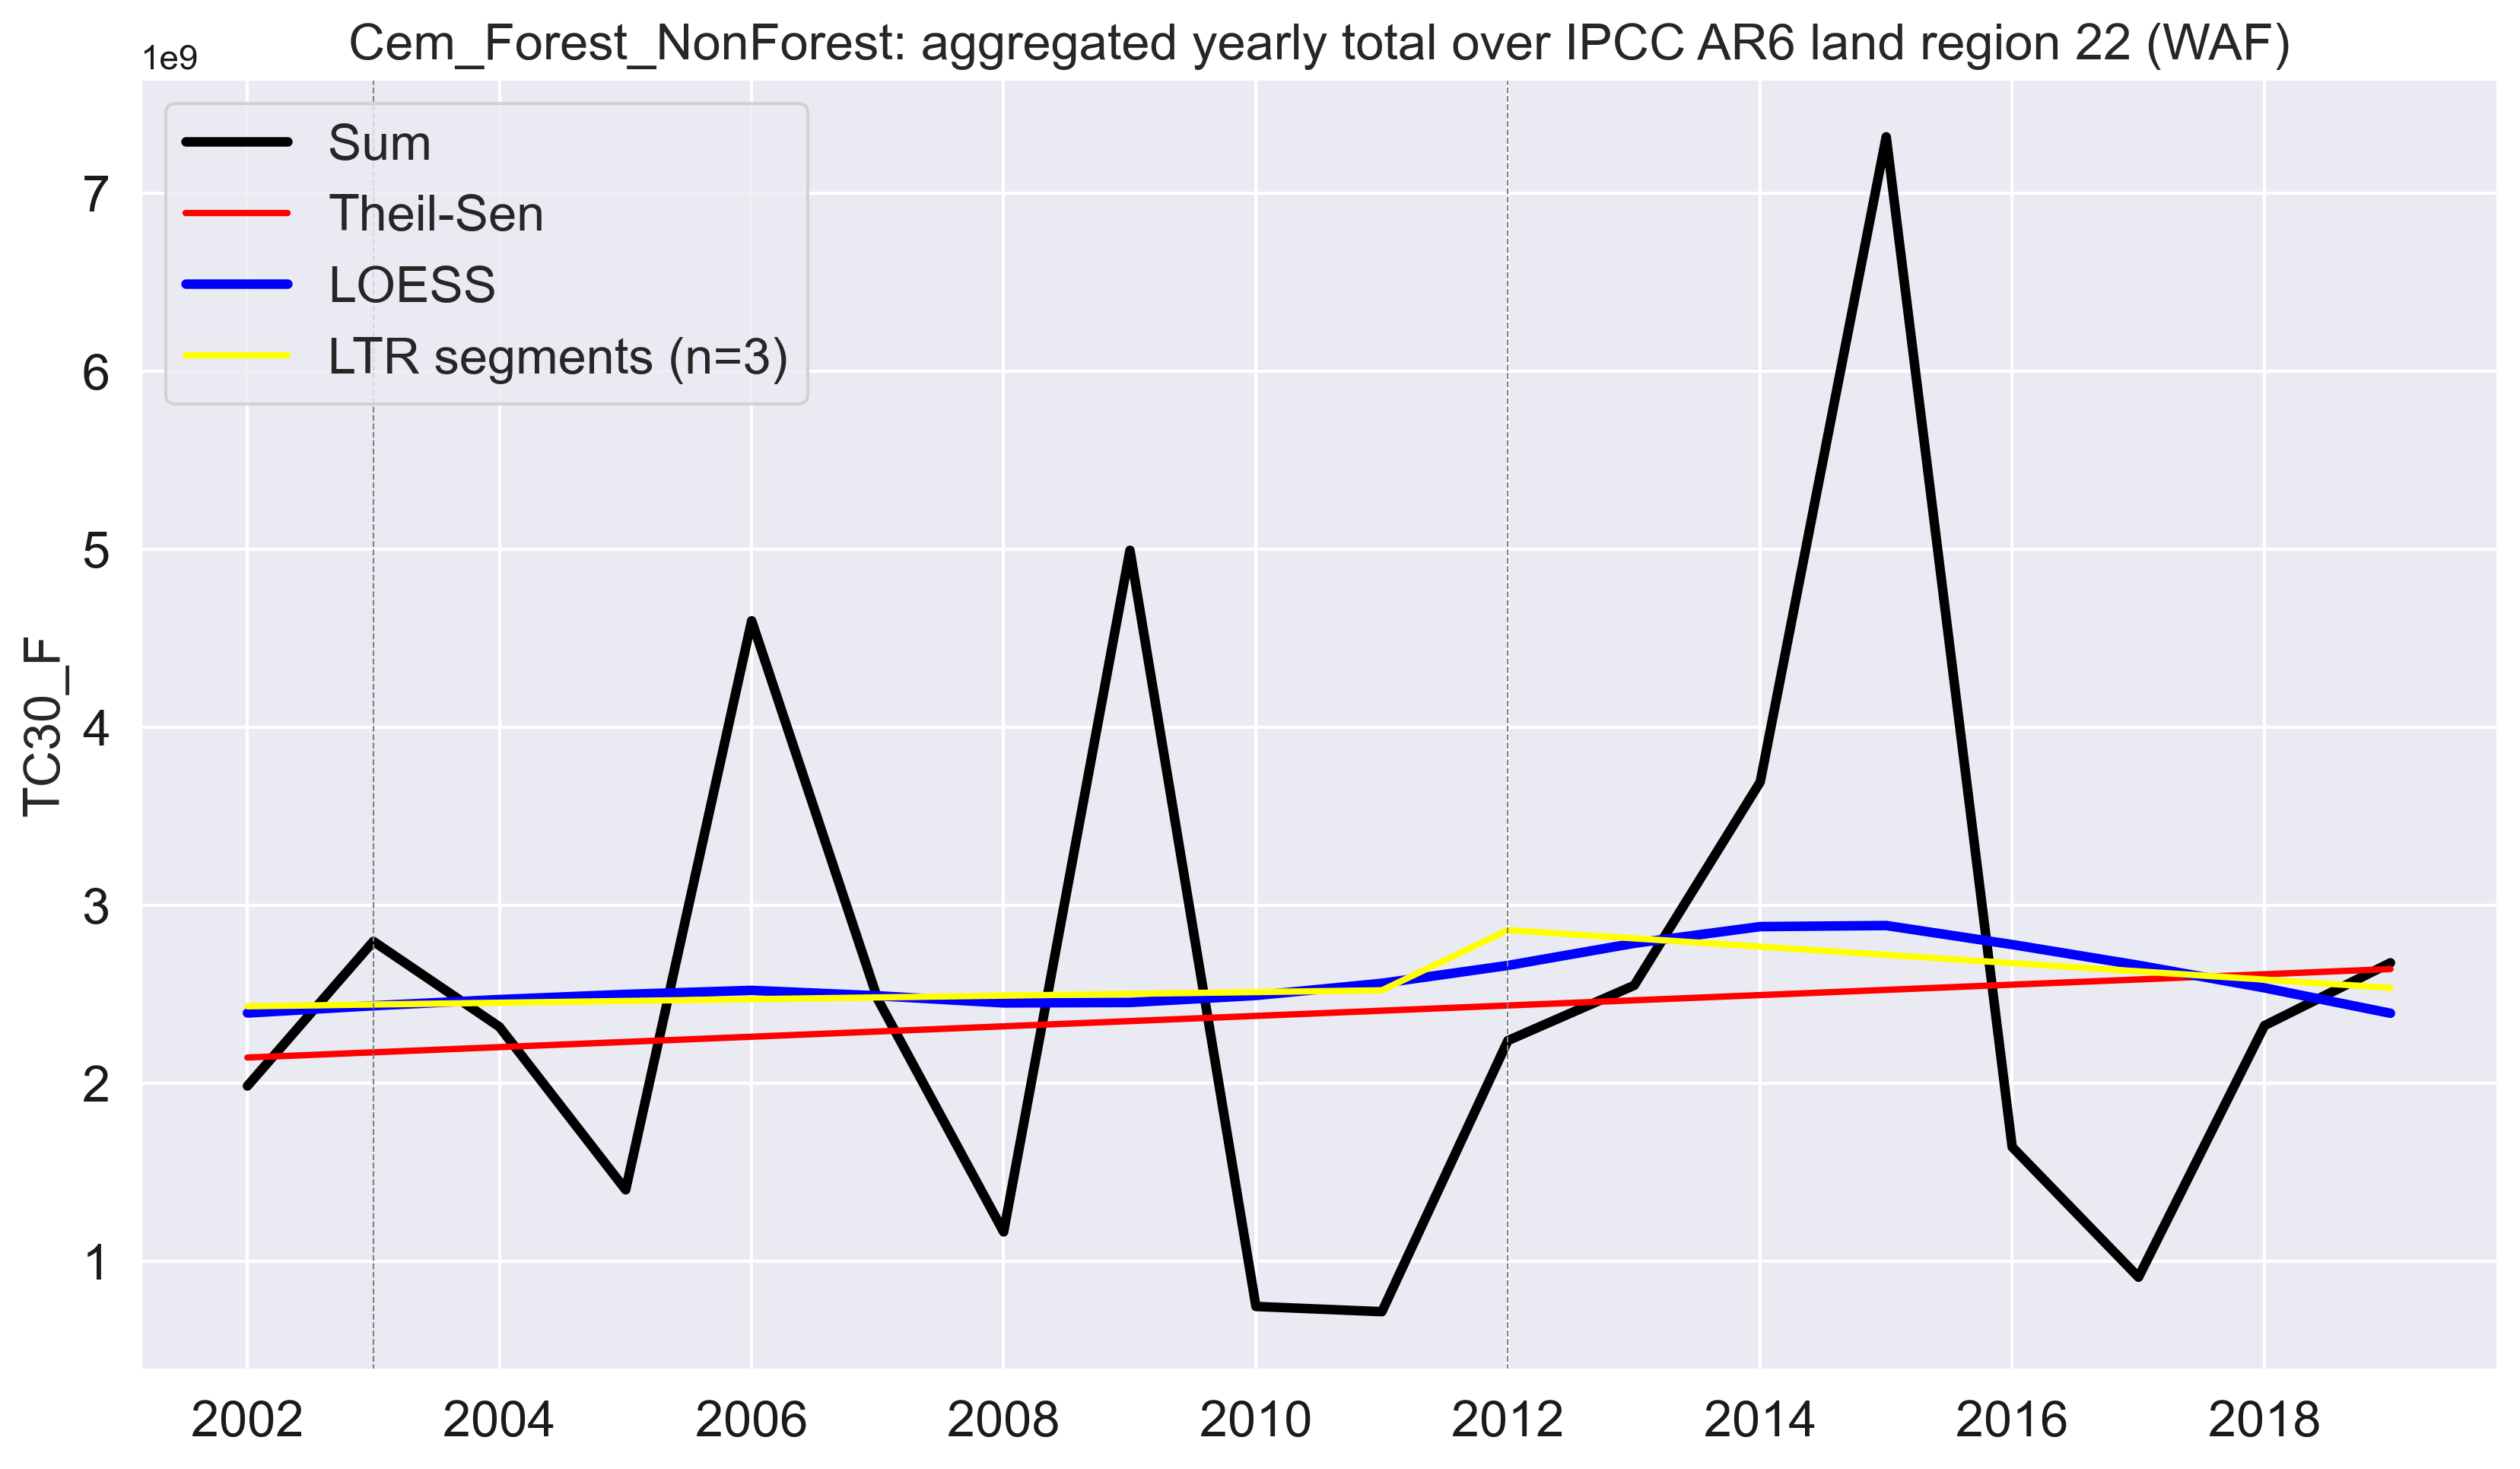 Cem_Forest_NonForest: aggregated yearly total over IPCC AR6 land region 22 (WAF)
1e9
Sum
Theil-Sen
LOESS
LTR segments (n=3)
7
6
5
4
3
2
1
TC30_F
2002 2004 2006 2008 2010 2012 2014 2016 2018